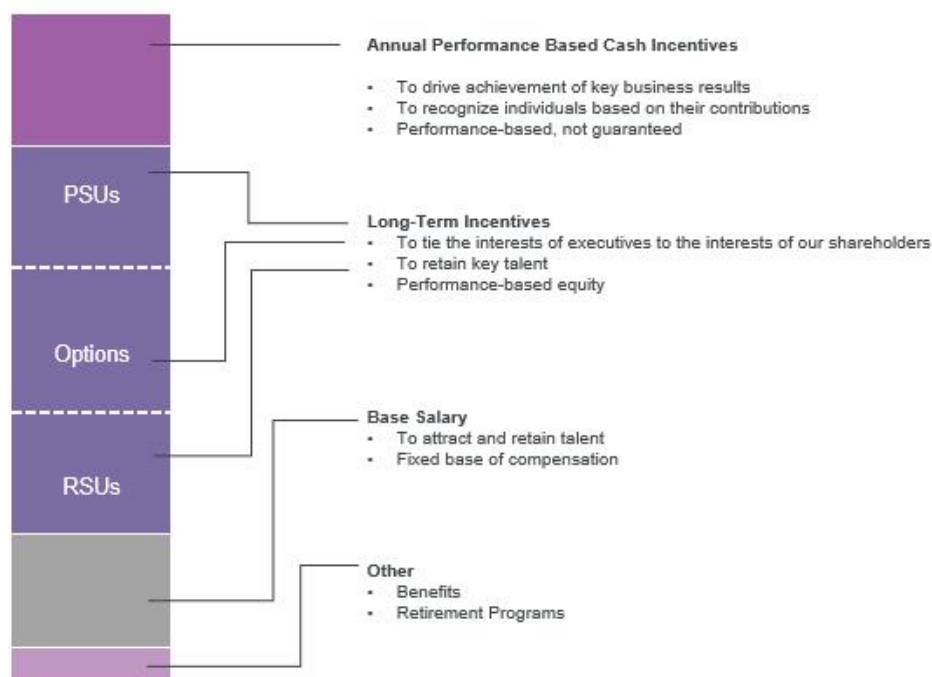 Annual Performance Based Cash Incentives
▪ To drive achievement of key business results
▪ To recognize individuals based on their contributions
▪ Performance-based, not guaranteed
PSUs
Long-Term Incentives
▪ To tie the interests of executives to the interests of our shareholders
▪ To retain key talent
▪ Performance-based equity
Options
Base Salary
▪ To attract and retain talent
▪ Fixed base of compensation
RSUs
Other
▪ Benefits
▪ Retirement Programs